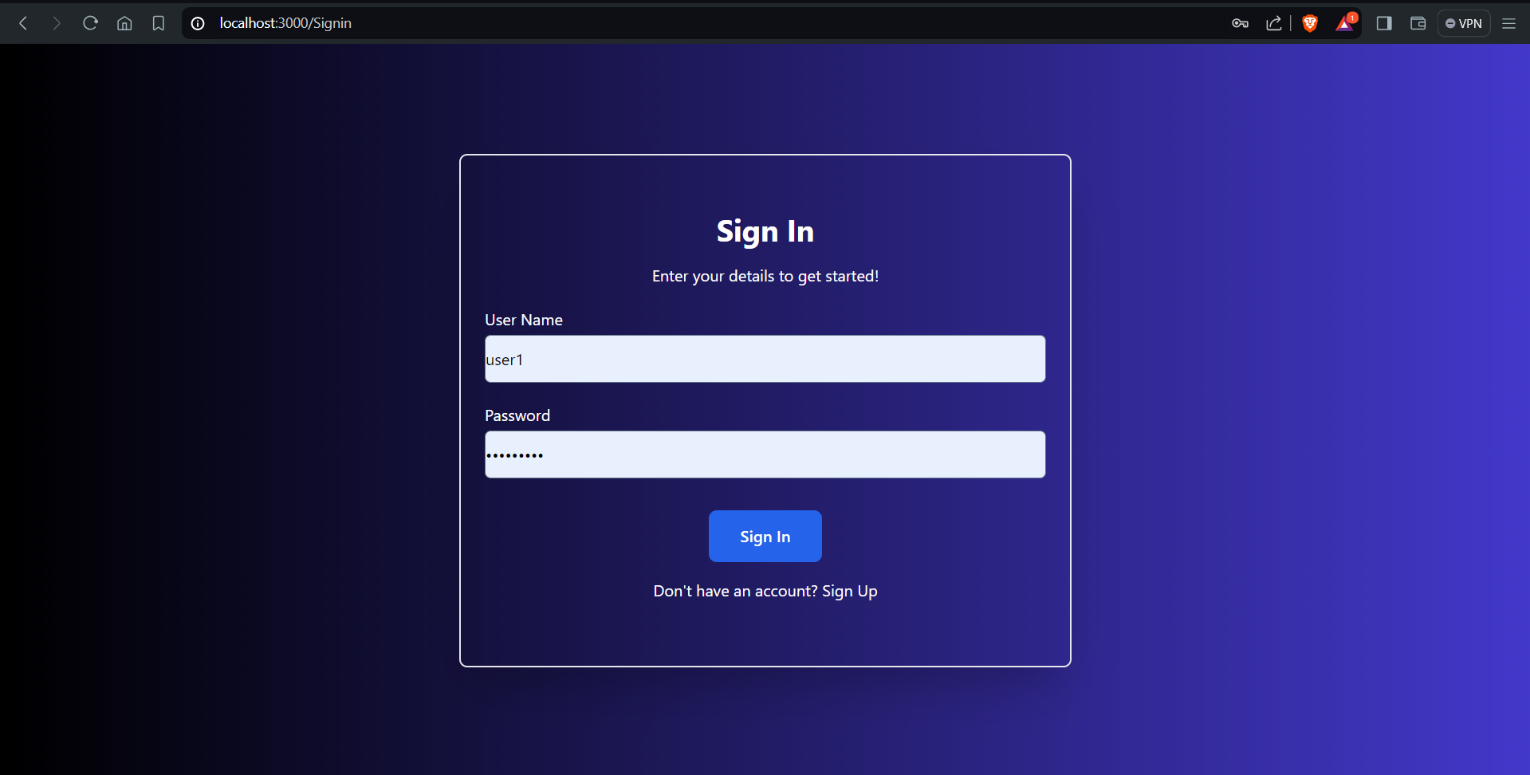 localhost:3000/Signin
1
VPN
Sign In
Enter your details to get started!
User Name
user1
Password
•••••••••
Sign In
Don't have an account? Sign Up